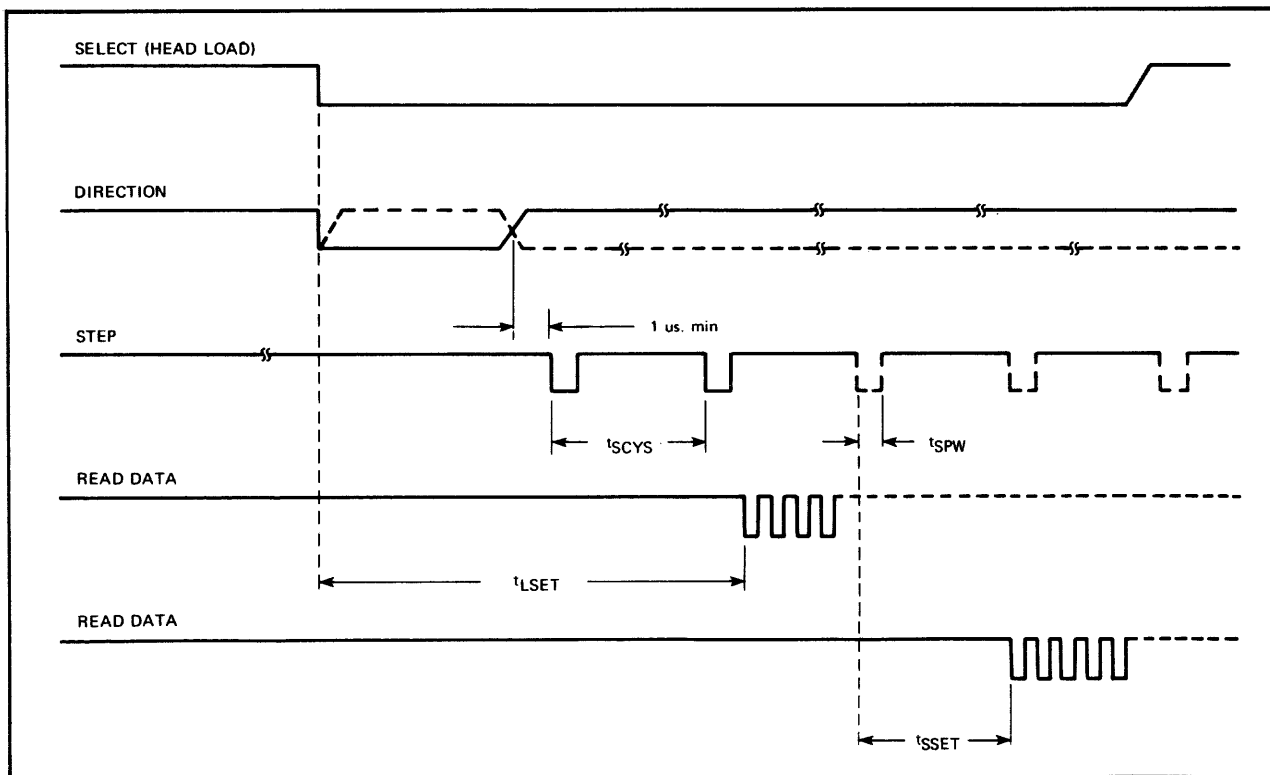 SELECT (HEAD LOAD)
DIRECTION
1 us. min
STEP
tSCYS
tSPW
READ DATA
tLSET
READ DATA
tSSET